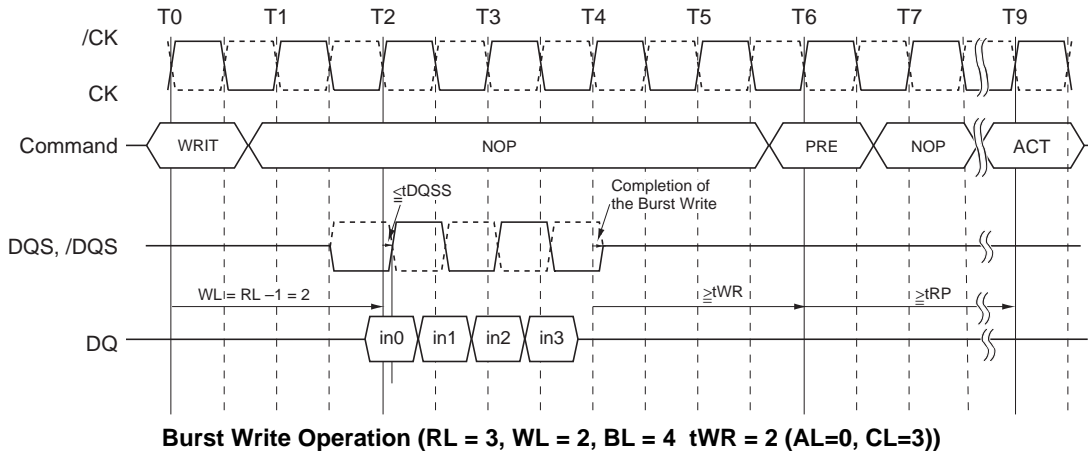 T0 T1 T2 T3 T4 T5 T6 T7 T9
/CK
CK
Command
WRIT NOP PRE NOP ACT
≦tDQSS
Completion of
the Burst Write
DQS, /DQS
WL = RL –1 = 2
≧tWR
≧tRP
DQ
in0 in1 in2 in3
Burst Write Operation (RL = 3, WL = 2, BL = 4 tWR = 2 (AL=0, CL=3))